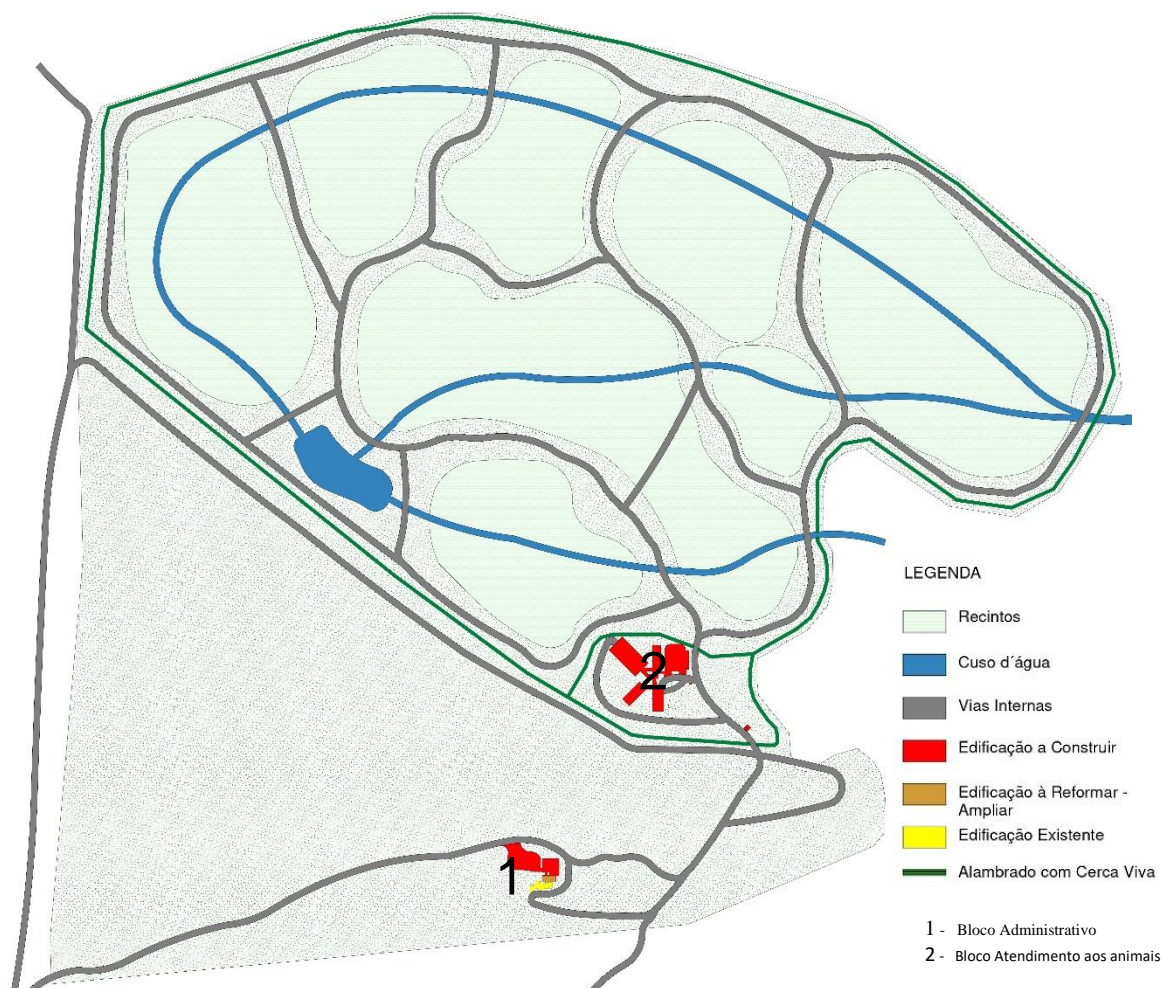 2
1
LEGENDA
Recintos
Cuso d´água
Vias Internas
Edificação a Construir
Edificação à Reformar -
Ampliar
Edificação Existente
Alambrado com Cerca Viva
1 - Bloco Administrativo
2 - Bloco Atendimento aos animais